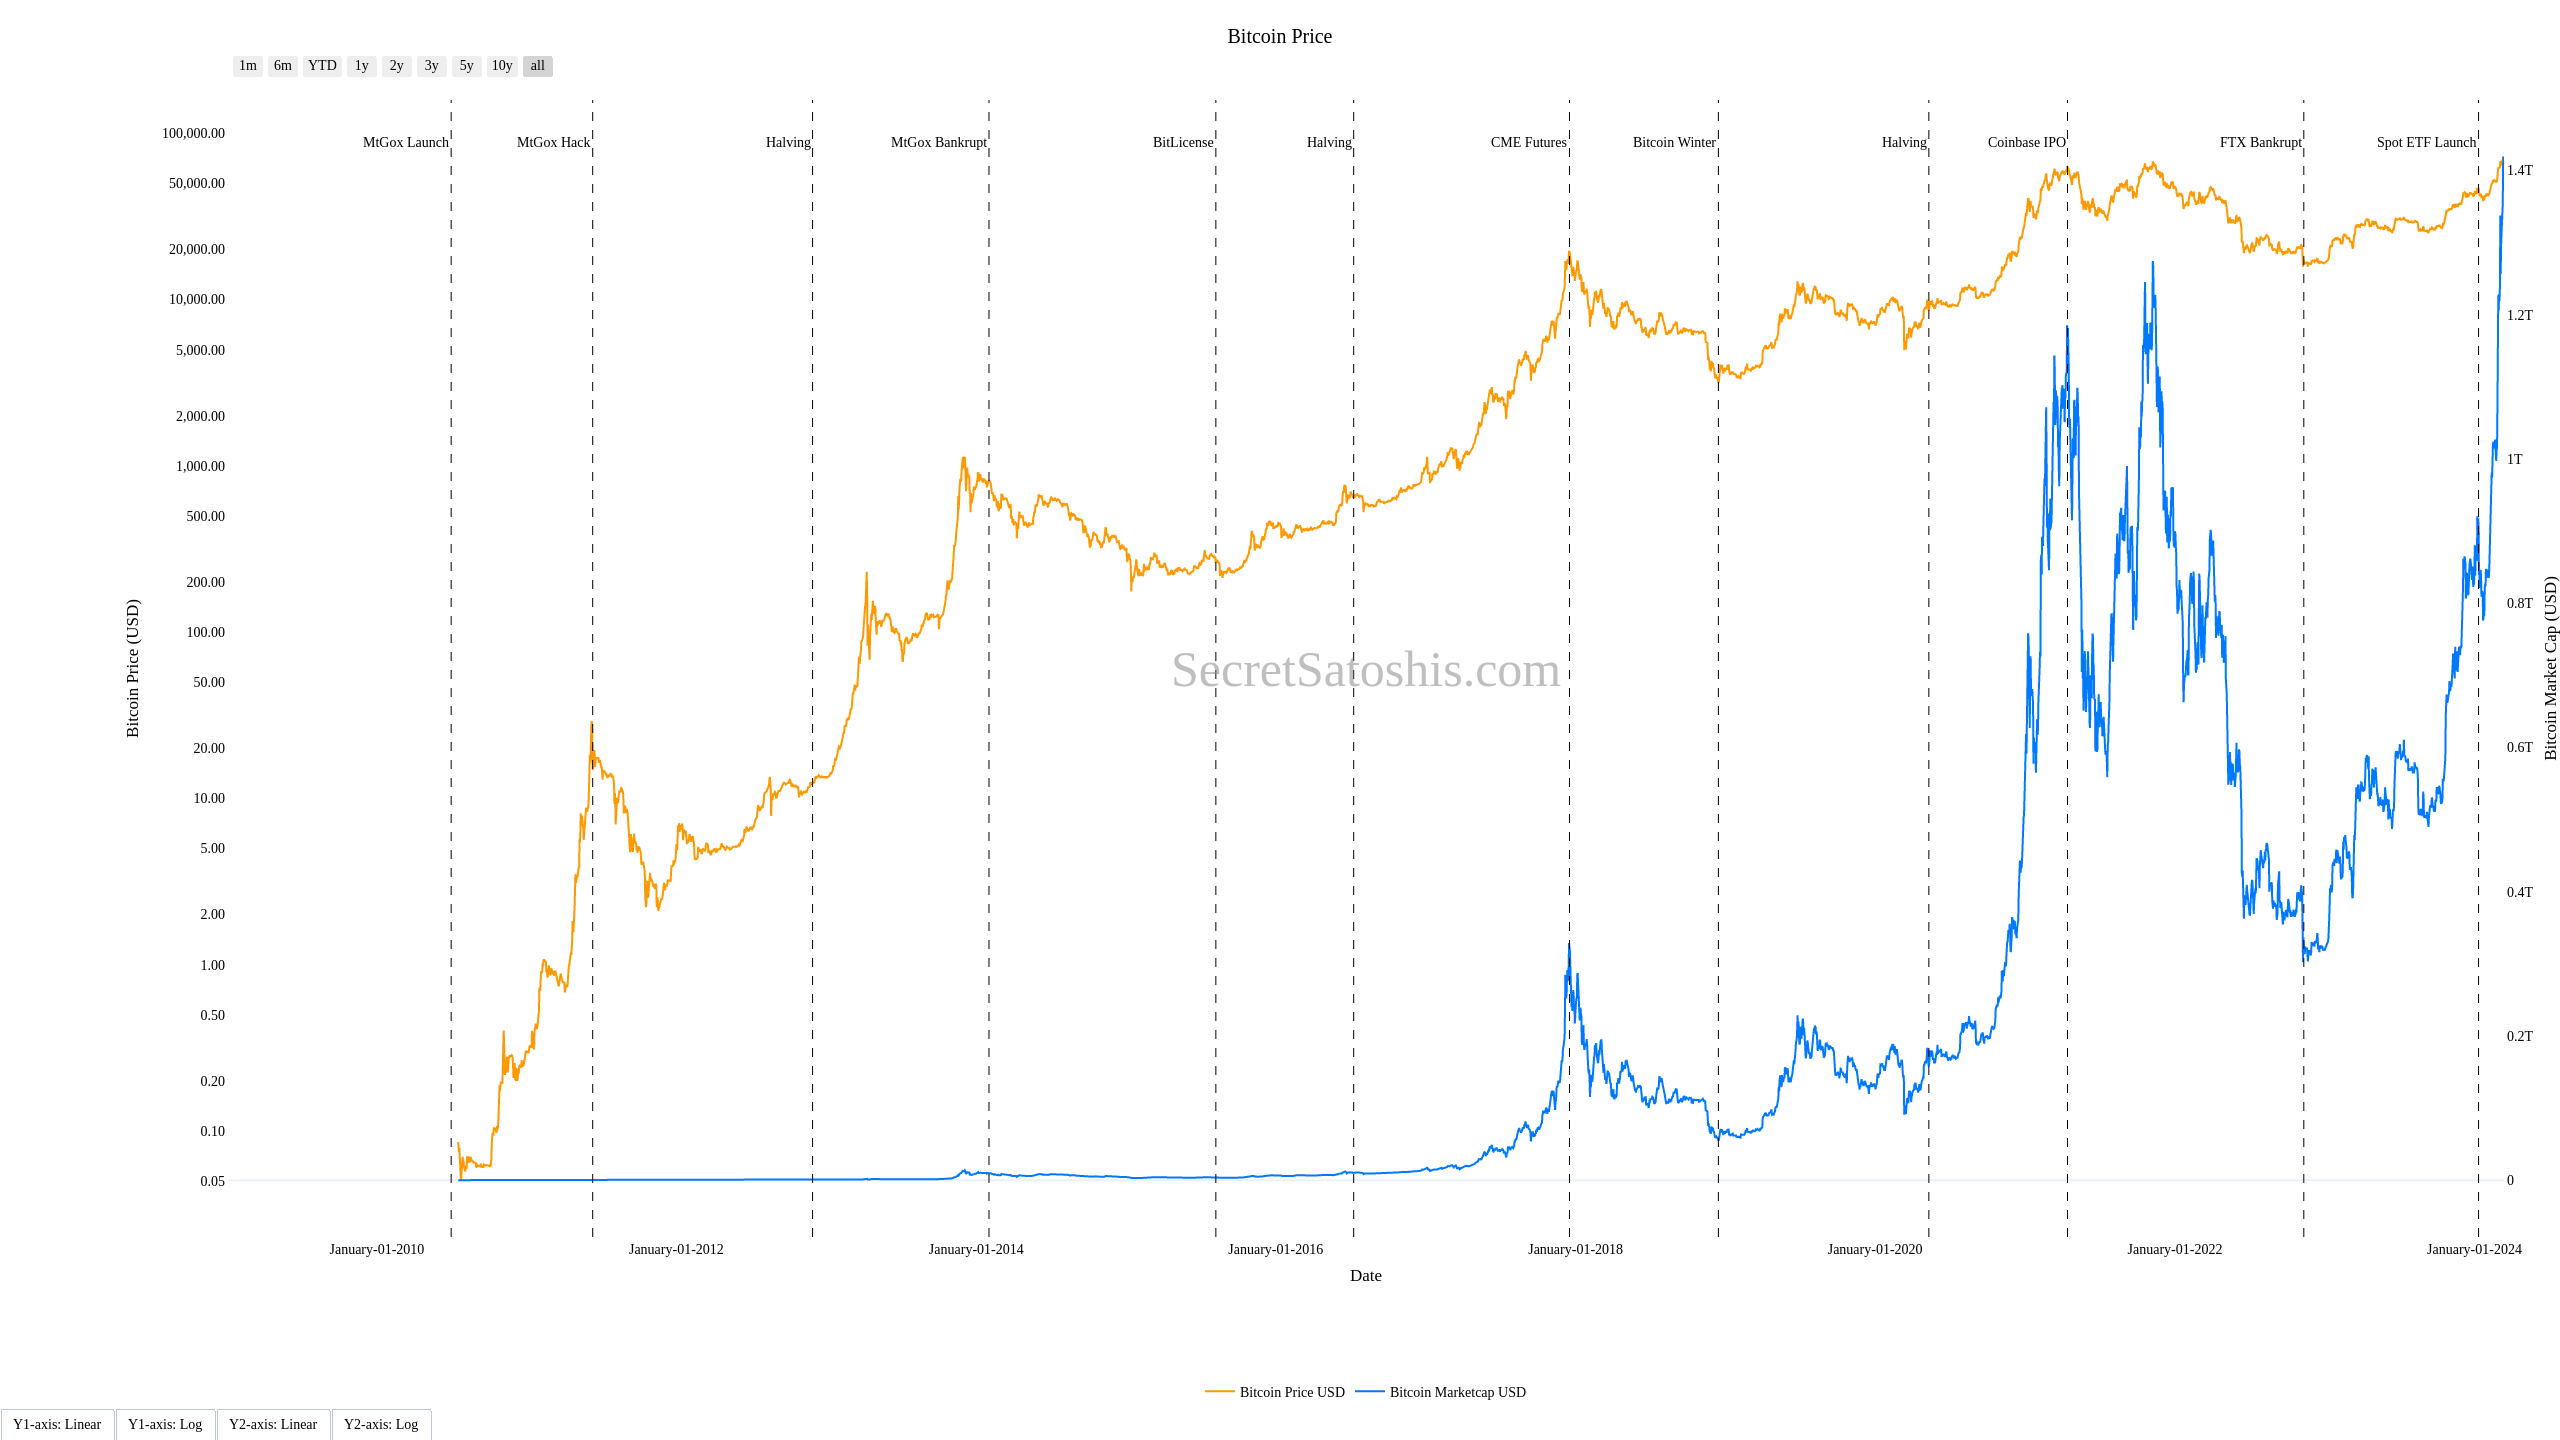 Bitcoin Price
1m 6m YTD 1y 2y 3y 5y 10y all
MtGox Launch MtGox Hack Halving MtGox Bankrupt BitLicense Halving CME Futures Bitcoin Winter Halving Coinbase IPO FTX Bankrupt Spot ETF Launch
100,000.00
50,000.00
20,000.00
10,000.00
5,000.00
2,000.00
1,000.00
500.00
200.00
100.00
50.00
20.00
10.00
5.00
2.00
1.00
0.50
0.20
0.10
0.05
Bitcoin Price (USD)
SecretSatoshis.com
1.4T
1.2T
1T
0.8T
0.6T
0.4T
0.2T
0
Bitcoin Market Cap (USD)
January-01-2010 January-01-2012 January-01-2014 January-01-2016 January-01-2018 January-01-2020 January-01-2022 January-01-2024
Date
Bitcoin Price USD Bitcoin Marketcap USD
Y1-axis: Linear Y1-axis: Log Y2-axis: Linear Y2-axis: Log